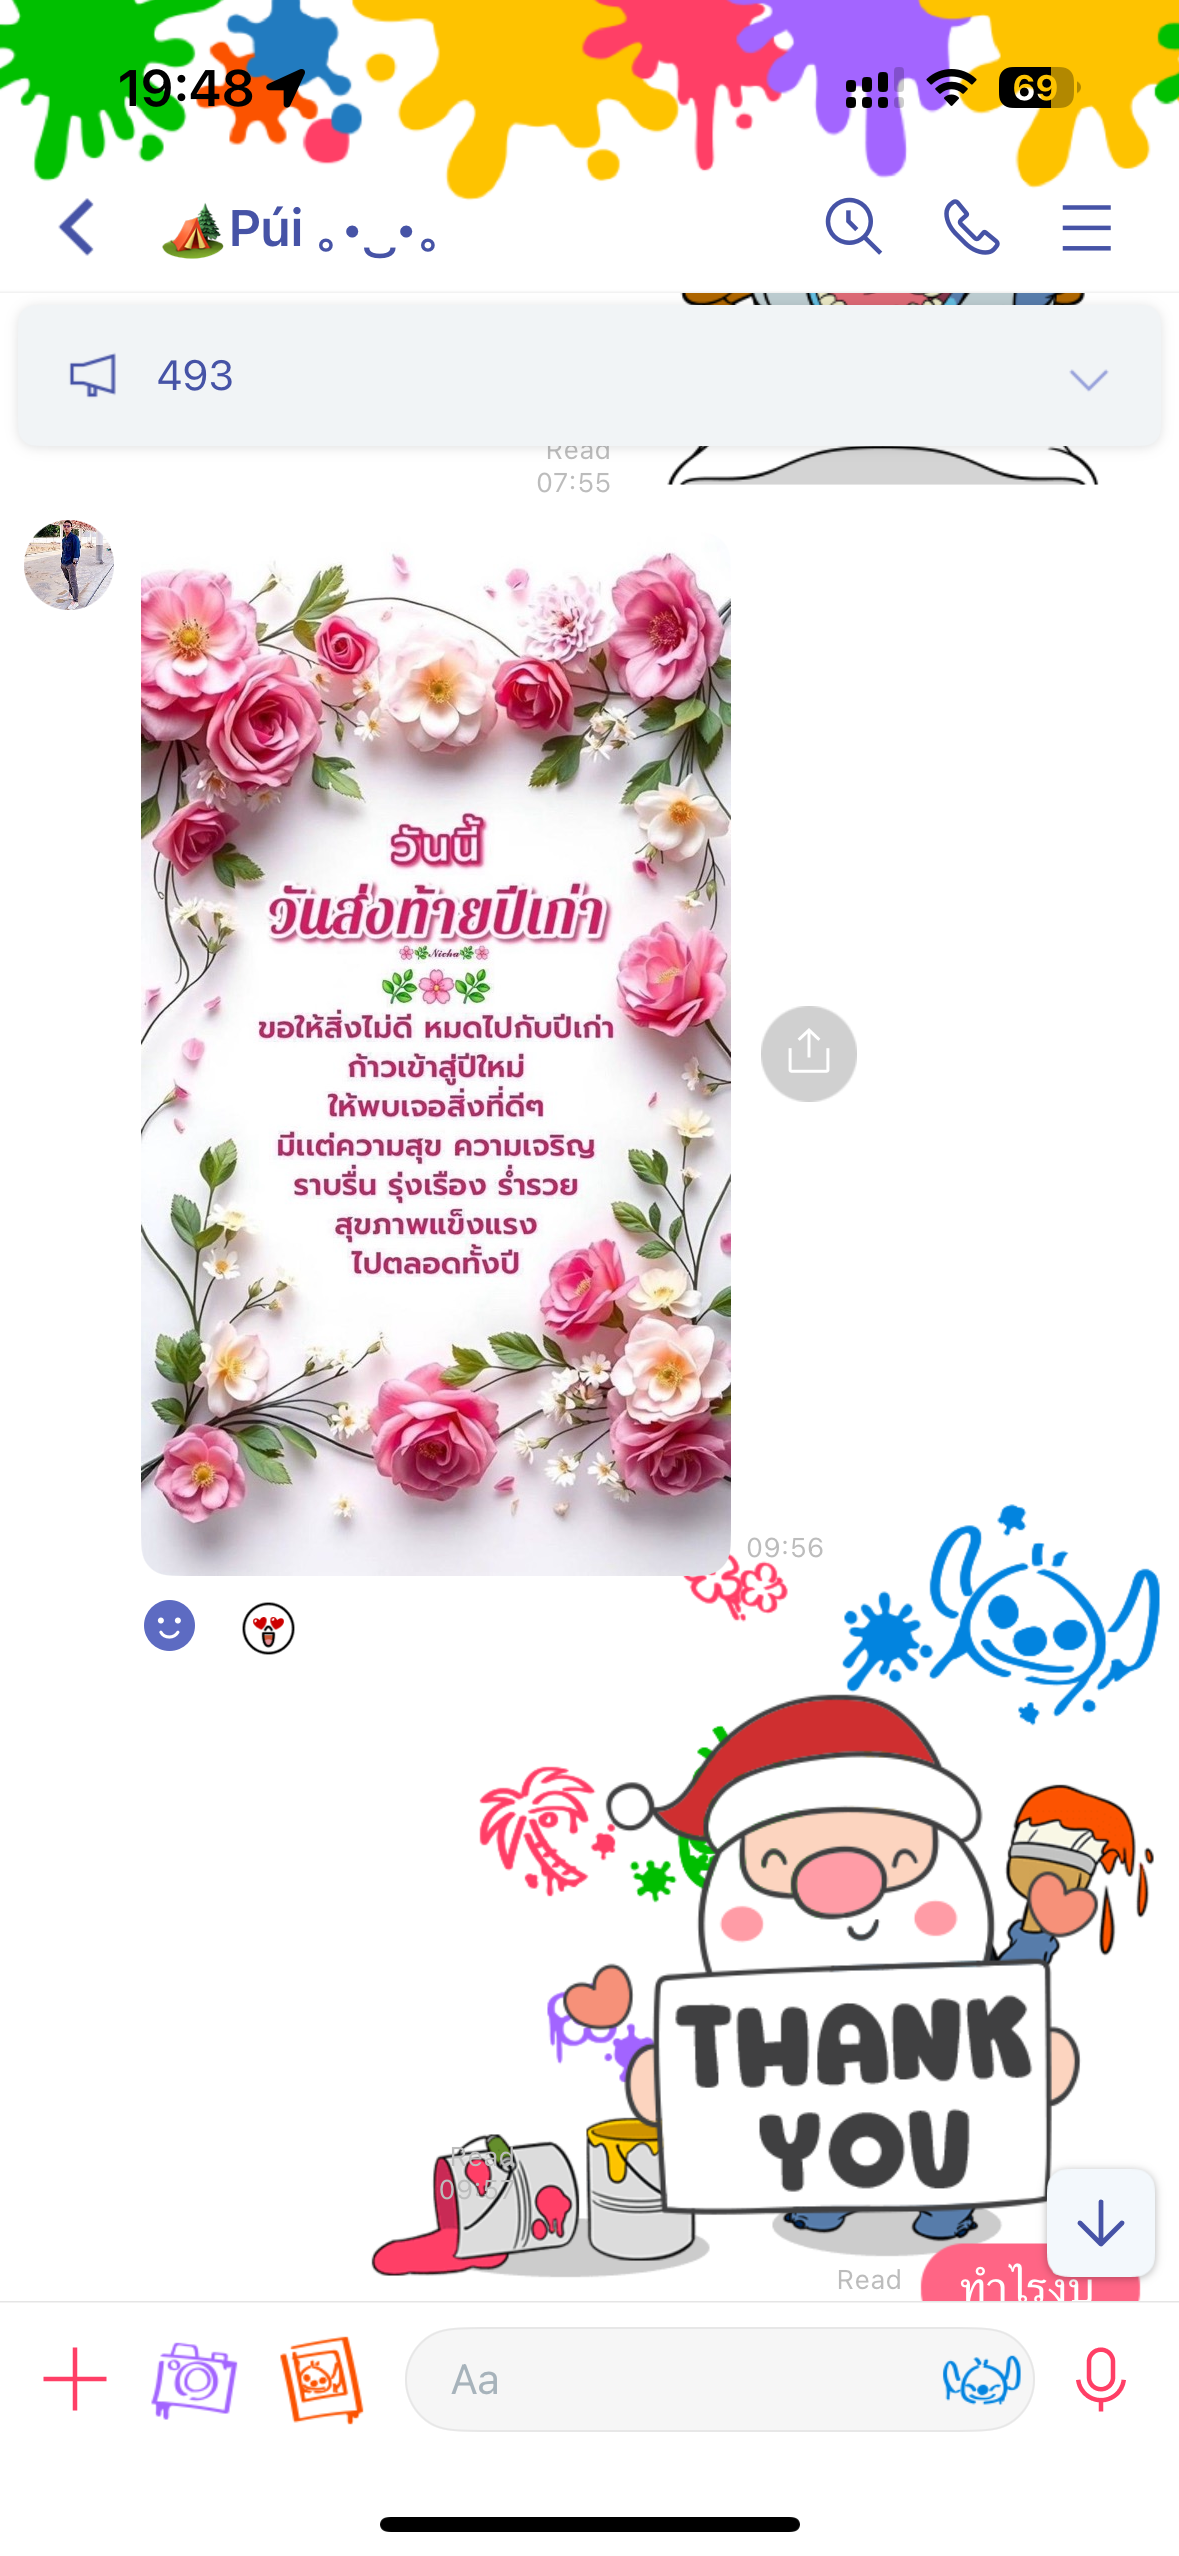 19:48
69
Púi ｡•‿•｡
493
Read
07:55
วันนี้
วันส่งท้ายปีเก่า
Nicha
ขอให้สิ่งไม่ดี หมดไปกับปีเก่า
ก้าวเข้าสู่ปีใหม่
ให้พบเจอสิ่งที่ดีๆ
มีแต่ความสุข ความเจริญ
ราบรื่น รุ่งเรือง ร่ำรวย
สุขภาพแข็งแรง
ไปตลอดทั้งปี
09:56
THANK
YOU
Read
09:57
Read
Aa